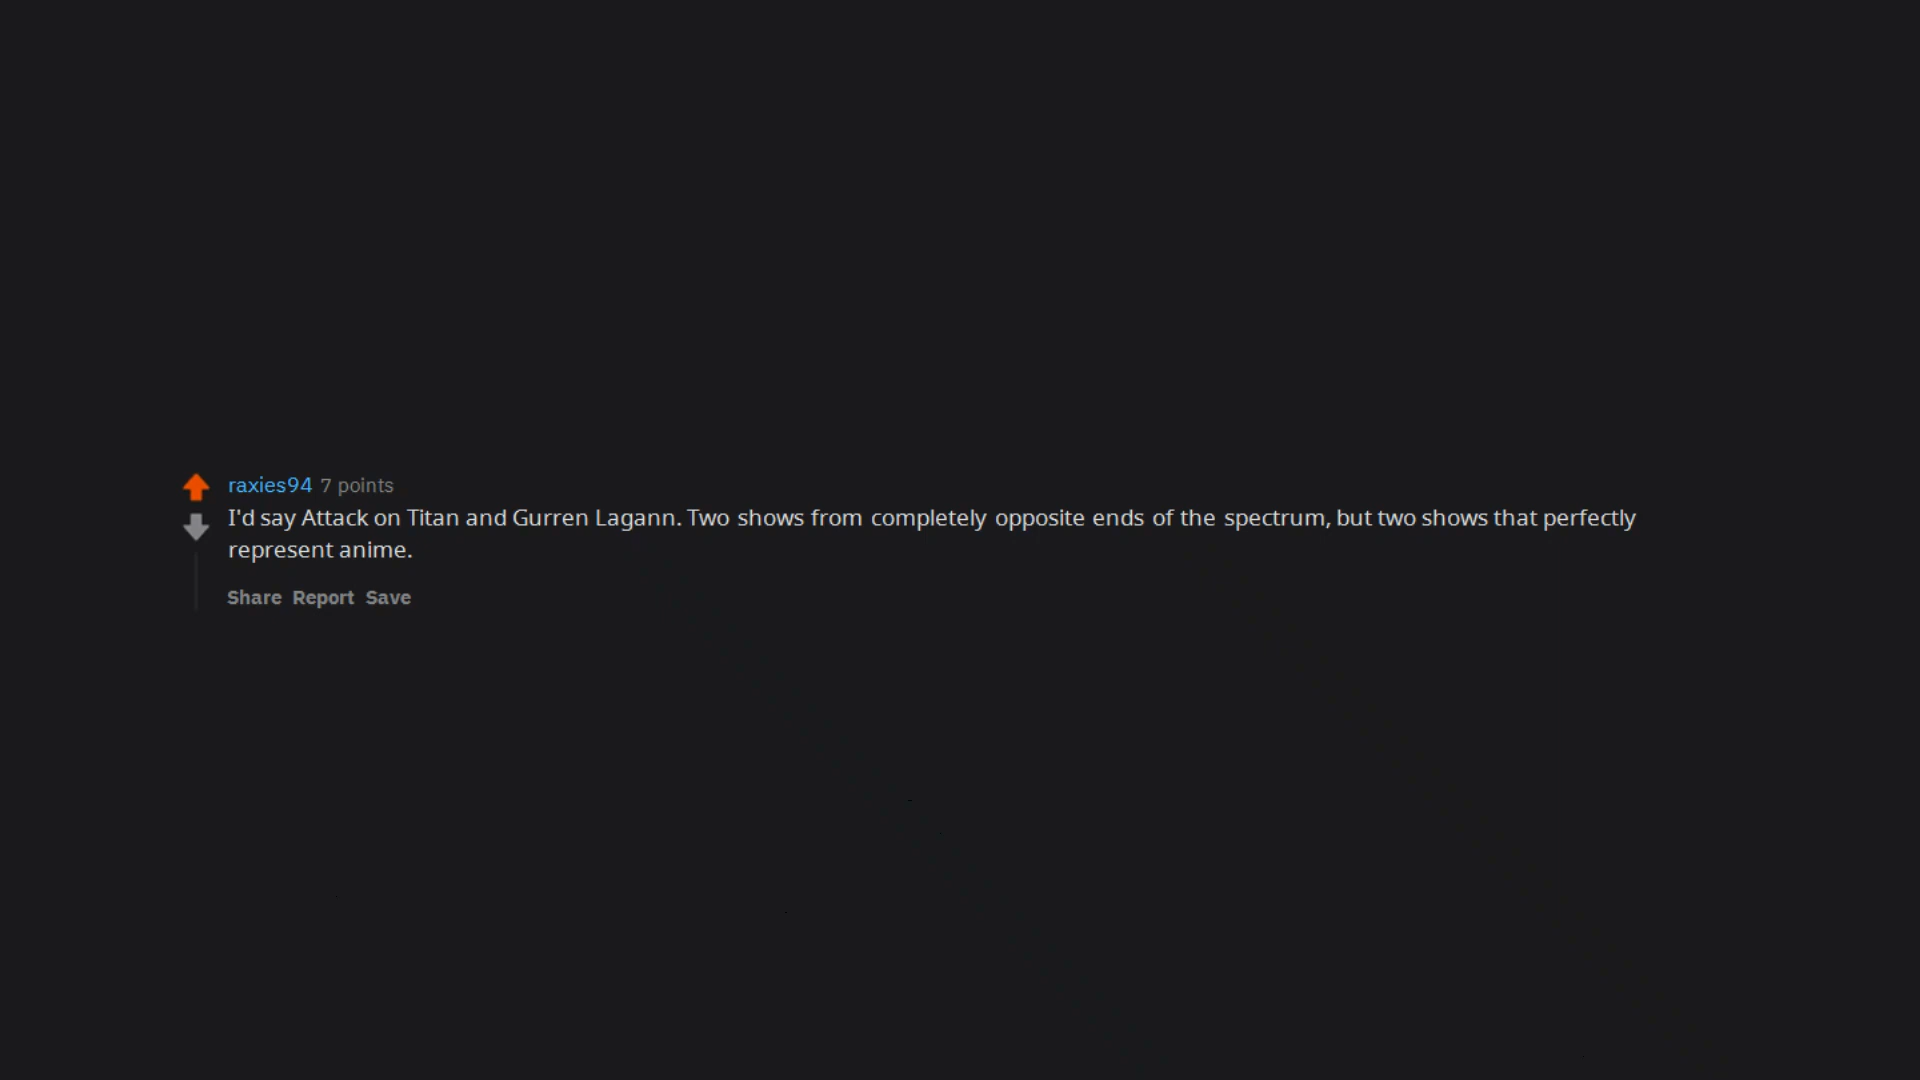 raxies94 7 points
I'd say Attack on Titan and Gurren Lagann. Two shows from completely opposite ends of the spectrum, but two shows that perfectly
represent anime.
Share Report Save